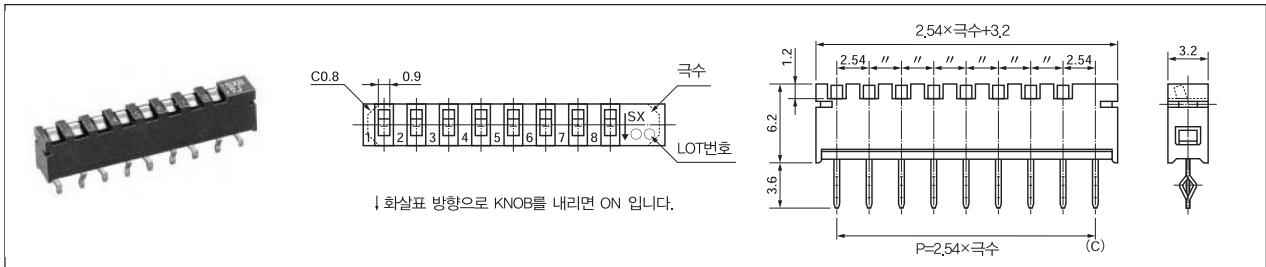 C0.8
0.9
극수
1 2 3 4 5 6 7 8
SX
LOT번호
↓ 화살표 방향으로 KNOB를 내리면 ON 입니다.
2.54×극수+3.2
1.2
2.54 〃 〃 〃 〃 〃 〃 2.54
6.2
3.6
P=2.54×극수
(C)
3.2